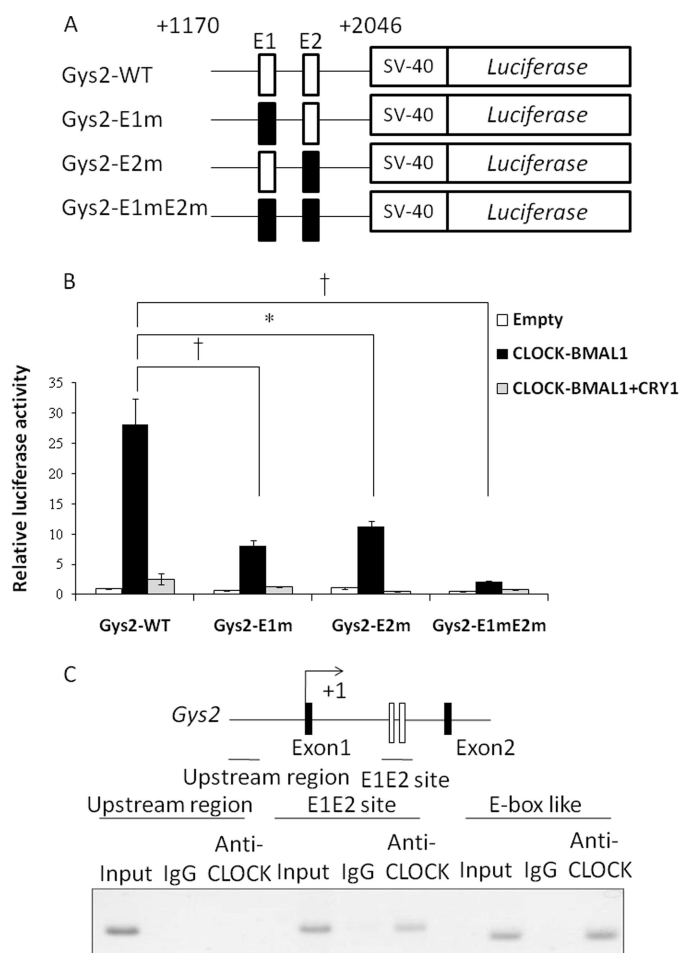 A
+1170 +2046
E1 E2
Gys2-WT SV-40 Luciferase
Gys2-E1m SV-40 Luciferase
Gys2-E2m SV-40 Luciferase
Gys2-E1mE2m SV-40 Luciferase
B
†
*
†
Empty
CLOCK-BMAL1
CLOCK-BMAL1+CRY1
Relative luciferase activity
35
30
25
20
15
10
5
0
Gys2-WT Gys2-E1m Gys2-E2m Gys2-E1mE2m
C
+1
Gys2
Exon1 Exon2
Upstream region E1E2 site
Upstream region E1E2 site E-box like
Input IgG Anti-CLOCK Input IgG Anti-CLOCK Input IgG Anti-CLOCK